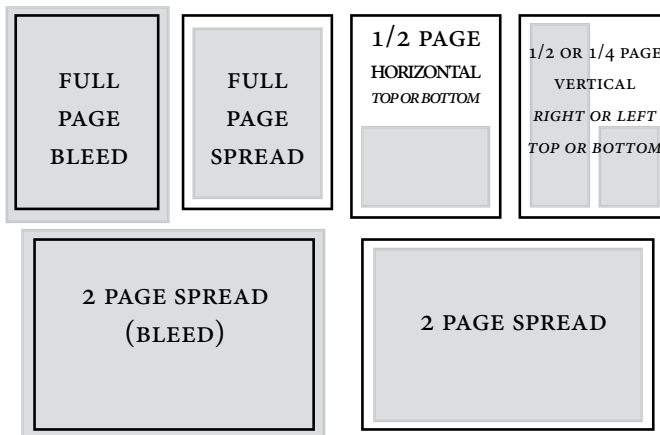 FULL
PAGE
BLEED
FULL
PAGE
SPREAD
1/2 PAGE
HORIZONTAL
TOP OR BOTTOM
1/2 OR 1/4 PAGE
VERTICAL
RIGHT OR LEFT
TOP OR BOTTOM
2 PAGE SPREAD
(BLEED)
2 PAGE SPREAD